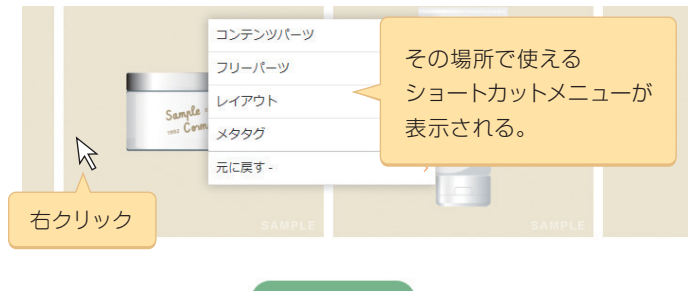 コンテンツパーツ
フリーパーツ
レイアウト
メタタグ
元に戻す -
その場所で使える
ショートカットメニューが
表示される。
Sample
1992
右クリック
SAMPLE
SAMPLE